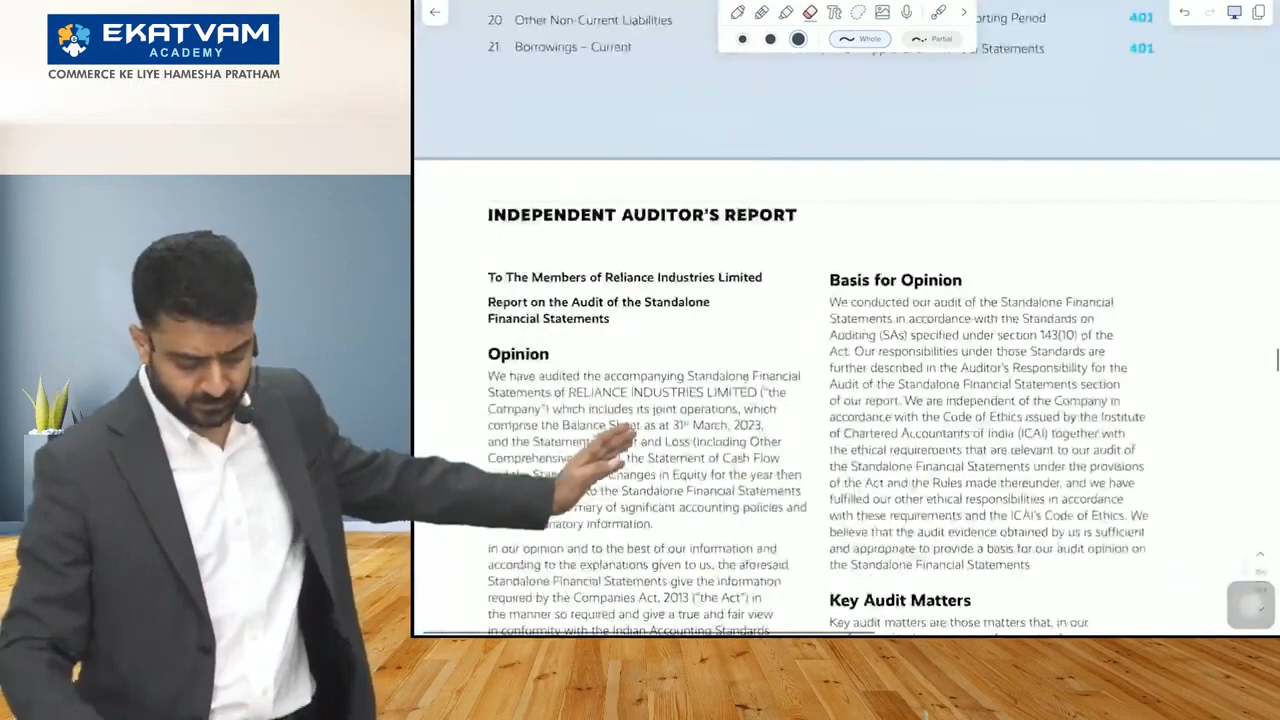 EKATVAM
ACADEMY
COMMERCE KE LIYE HAMESHA PRATHAM
20 Other Non-Current Liabilities
21 Borrowings – Current
Period 401
Statements 401
Whole
Partial
INDEPENDENT AUDITOR'S REPORT
To The Members of Reliance Industries Limited
Report on the Audit of the Standalone
Financial Statements
Opinion
We have audited the accompanying Standalone Financial
Statements of RELIANCE INDUSTRIES LIMITED ("the
Company") which includes its joint operations, which
comprise the Balance as at 31st March, 2023,
and the Statement and Loss (including Other
the Statement of Cash Flow
in Equity for the year then
to the Standalone Financial Statements
of significant accounting policies and
information.
in our opinion and to the best of our information and
according to the explanations given to us, the aforesaid
Standalone Financial Statements give the information
required by the Companies Act, 2013 ("the Act") in
the manner so required and give a true and fair view
in conformity with the Indian Accounting Standards
Basis for Opinion
We conducted our audit of the Standalone Financial
Statements in accordance with the Standards on
Auditing (SAs) specified under section 143(10) of the
Act. Our responsibilities under those Standards are
further described in the Auditor's Responsibility for the
Audit of the Standalone Financial Statements section
of our report. We are independent of the Company in
accordance with the Code of Ethics issued by the Institute
of Chartered Accountants of India (ICAI) together with
the ethical requirements that are relevant to our audit of
the Standalone Financial Statements under the provisions
of the Act and the Rules made thereunder, and we have
fulfilled our other ethical responsibilities in accordance
with these requirements and the ICAI's Code of Ethics. We
believe that the audit evidence obtained by us is sufficient
and appropriate to provide a basis for our audit opinion on
the Standalone Financial Statements
Key Audit Matters
Key audit matters are those matters that, in our